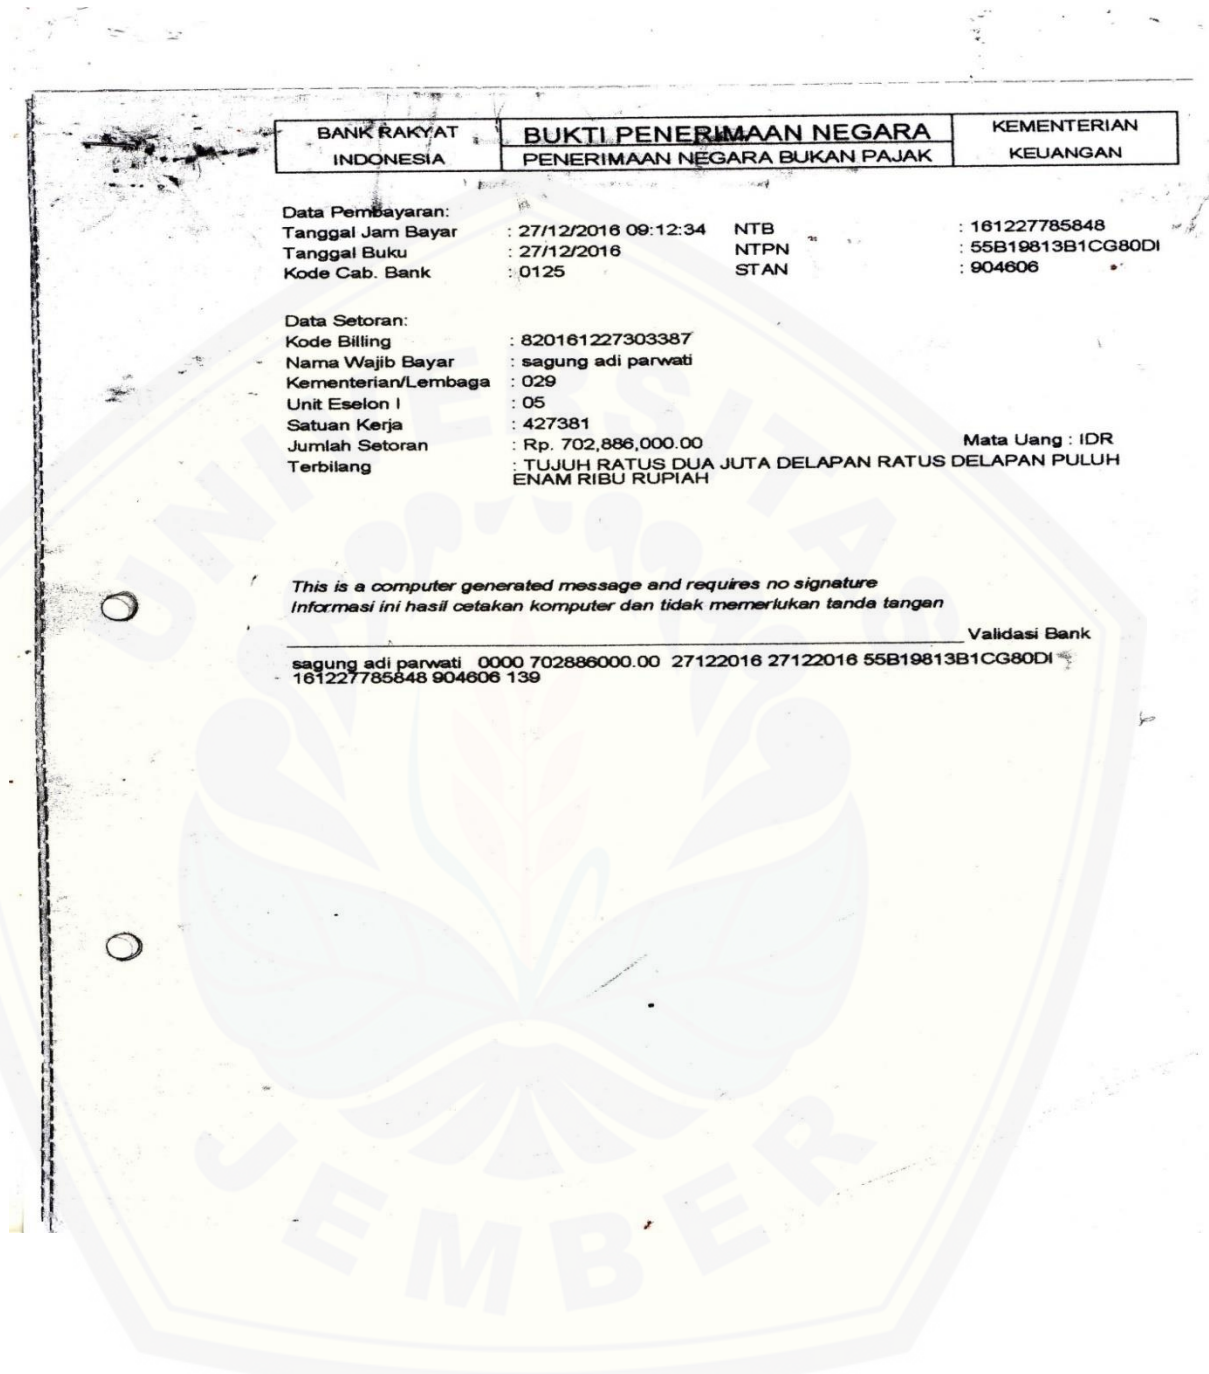 BANK RAKYAT INDONESIA
BUKTI PENERIMAAN NEGARA
PENERIMAAN NEGARA BUKAN PAJAK
KEMENTERIAN KEUANGAN
Data Pembayaran:
Tanggal Jam Bayar : 27/12/2016 09:12:34 NTB : 161227785848
Tanggal Buku : 27/12/2016 NTPN : 55B19813B1CG80DI
Kode Cab. Bank : 0125 STAN : 904606
Data Setoran:
Kode Billing : 820161227303387
Nama Wajib Bayar : sagung adi parwati
Kementerian/Lembaga : 029
Unit Eselon I : 05
Satuan Kerja : 427381
Jumlah Setoran : Rp. 702,886,000.00 Mata Uang : IDR
Terbilang : TUJUH RATUS DUA JUTA DELAPAN RATUS DELAPAN PULUH
ENAM RIBU RUPIAH
This is a computer generated message and requires no signature
Informasi ini hasil cetakan komputer dan tidak memerlukan tanda tangan
Validasi Bank
sagung adi parwati 0000 702886000.00 27122016 27122016 55B19813B1CG80DI
161227785848 904606 139
UNIVERSITAS
JEMBER